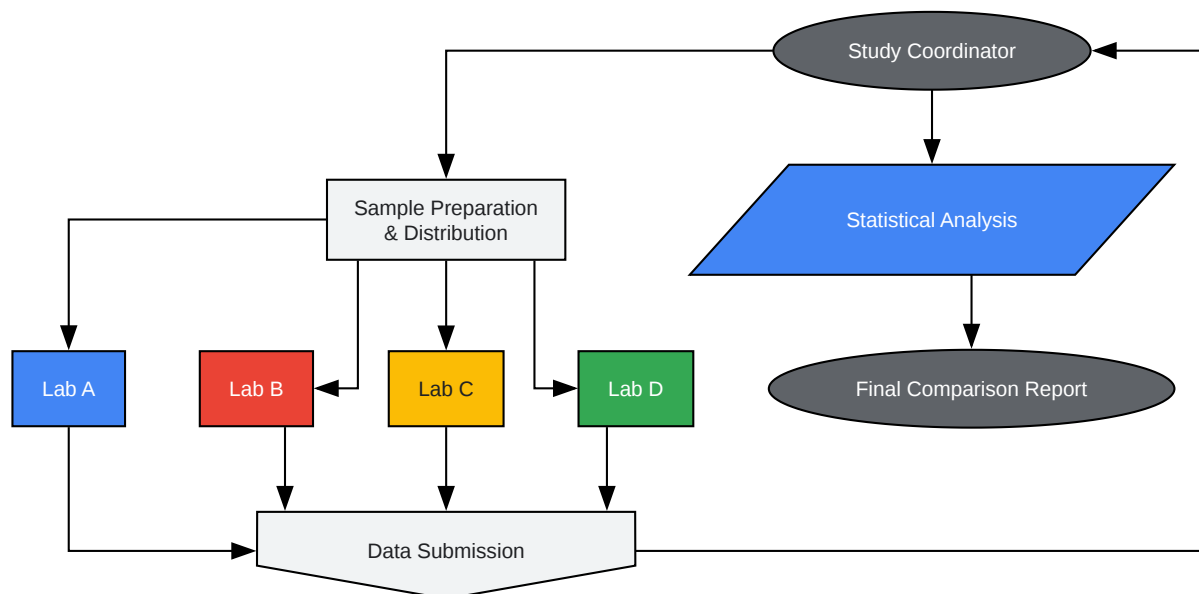 Study Coordinator
Sample Preparation
& Distribution
Statistical Analysis
Lab A
Lab B
Lab C
Lab D
Final Comparison Report
Data Submission